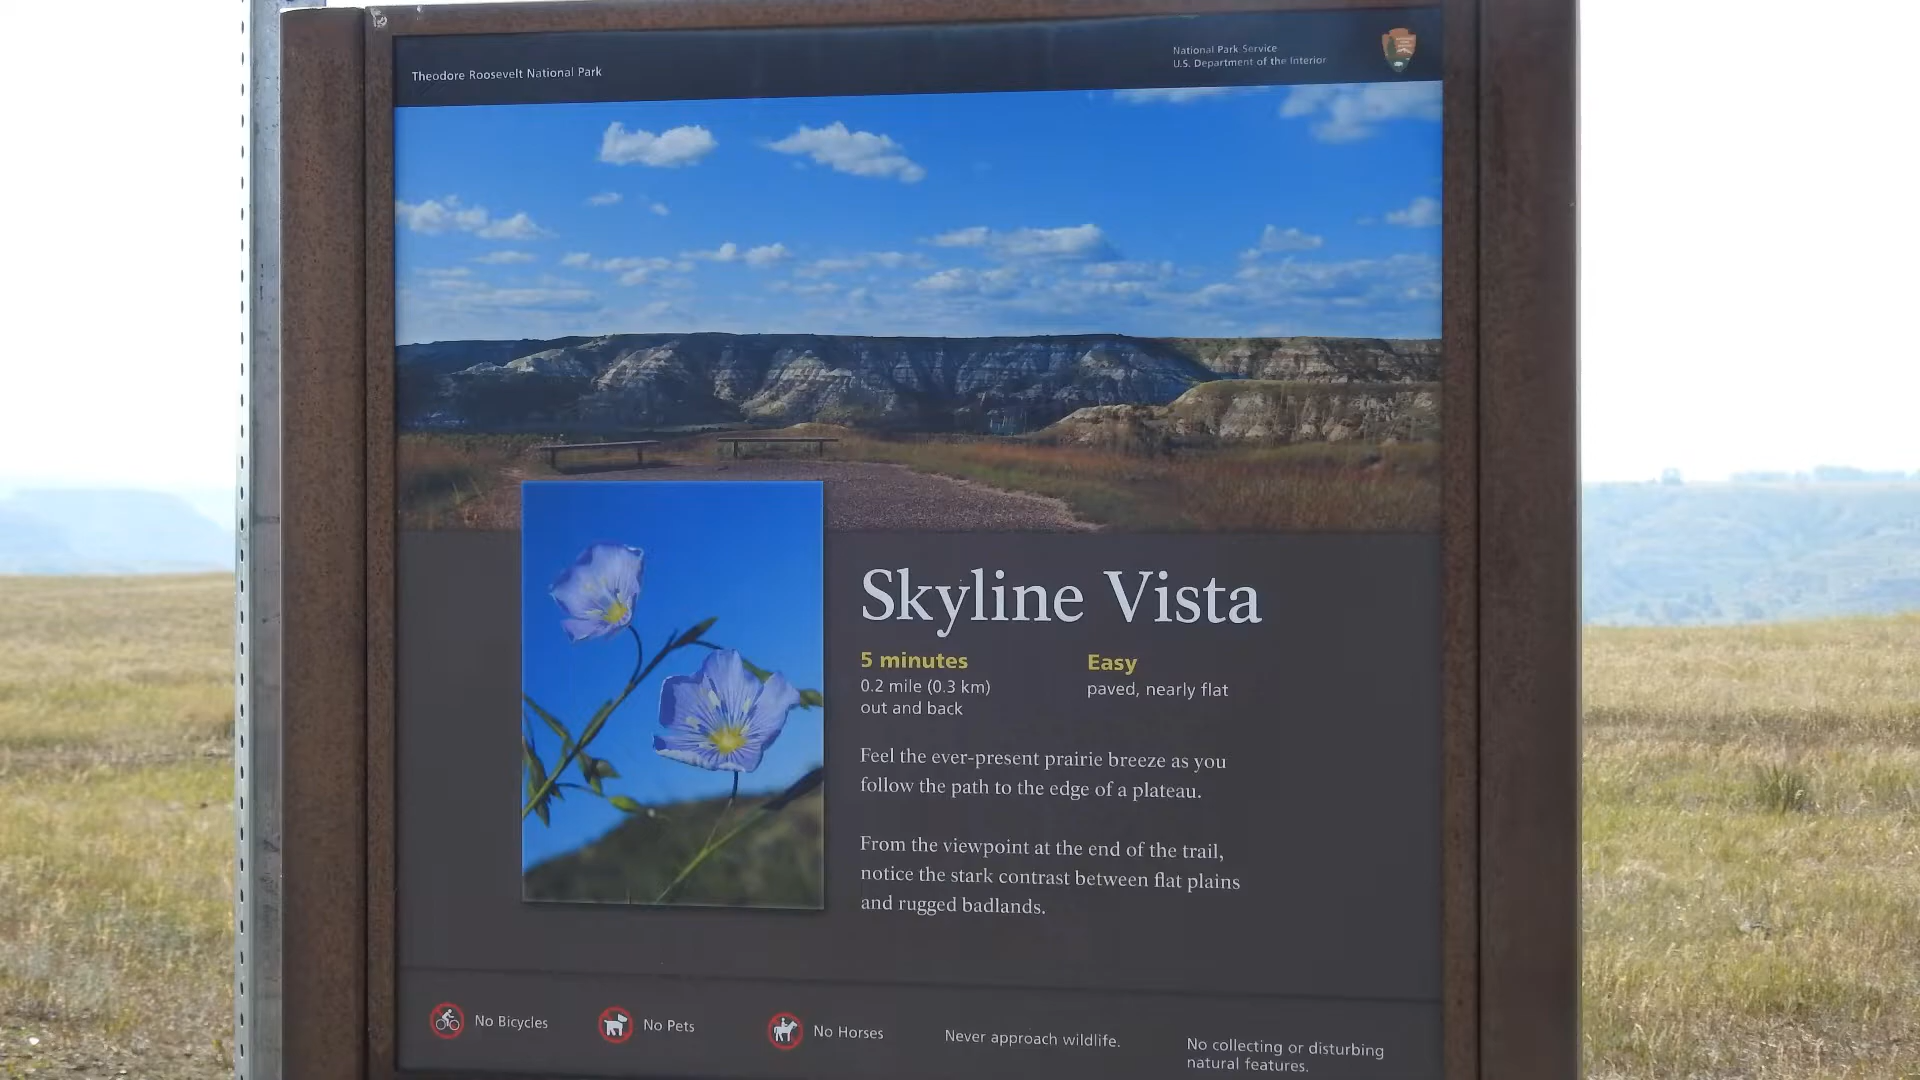 Theodore Roosevelt National Park
National Park Service
U.S. Department of the Interior
Skyline Vista
5 minutes
0.2 mile (0.3 km)
out and back
Easy
paved, nearly flat
Feel the ever-present prairie breeze as you
follow the path to the edge of a plateau.
From the viewpoint at the end of the trail,
notice the stark contrast between flat plains
and rugged badlands.
No Bicycles
No Pets
No Horses
Never approach wildlife.
No collecting or disturbing
natural features.